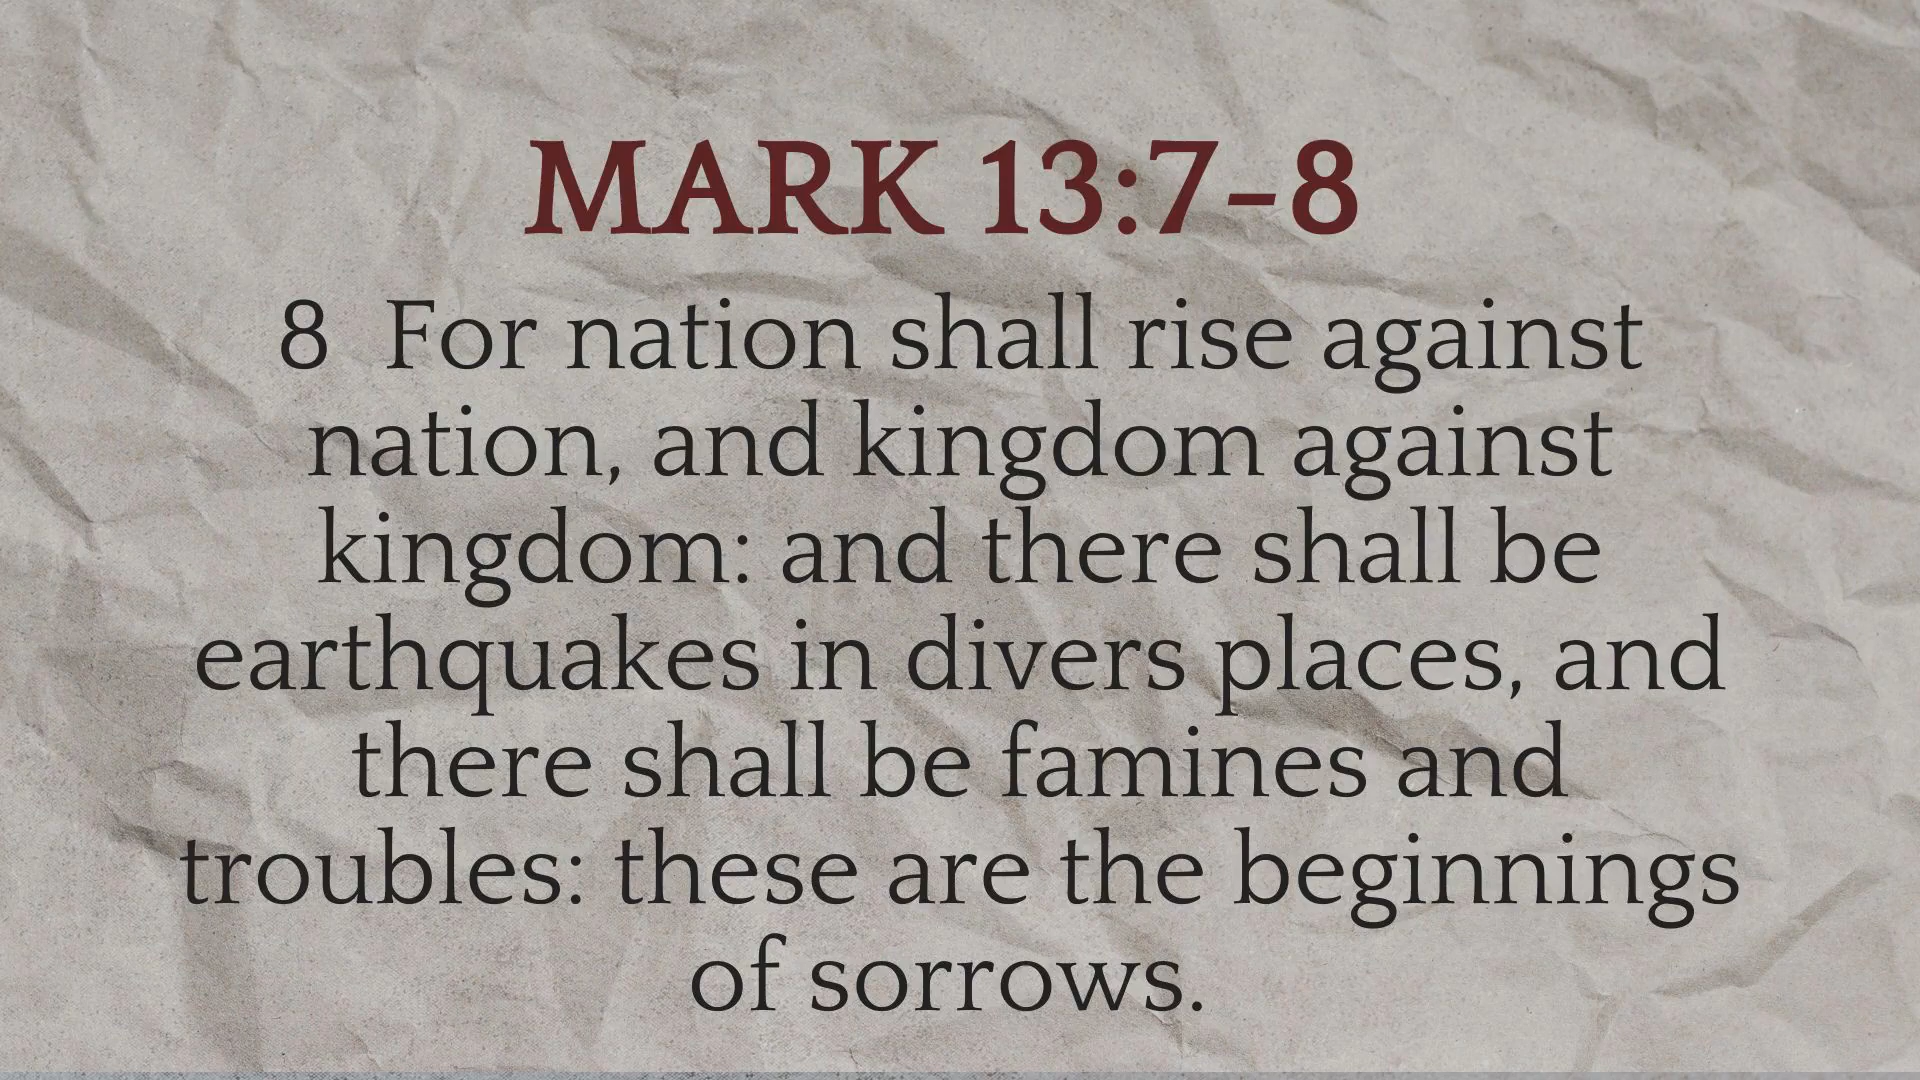 MARK 13:7-8
8  For nation shall rise against
nation, and kingdom against
kingdom: and there shall be
earthquakes in divers places, and
there shall be famines and
troubles: these are the beginnings
of sorrows.